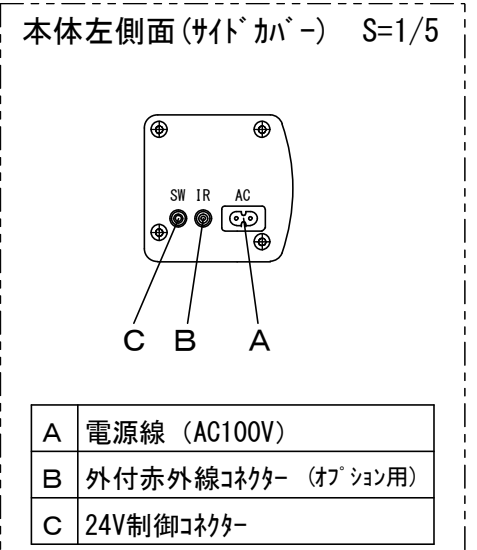 本体左側面(ｻｲﾄﾞｶﾊﾞｰ) S=1/5
SW IR AC
C B A
A 電源線 (AC100V)
B 外付赤外線ｺﾈｸﾀｰ (ｵﾌﾟｼｮﾝ用)
C 24V制御ｺﾈｸﾀｰ